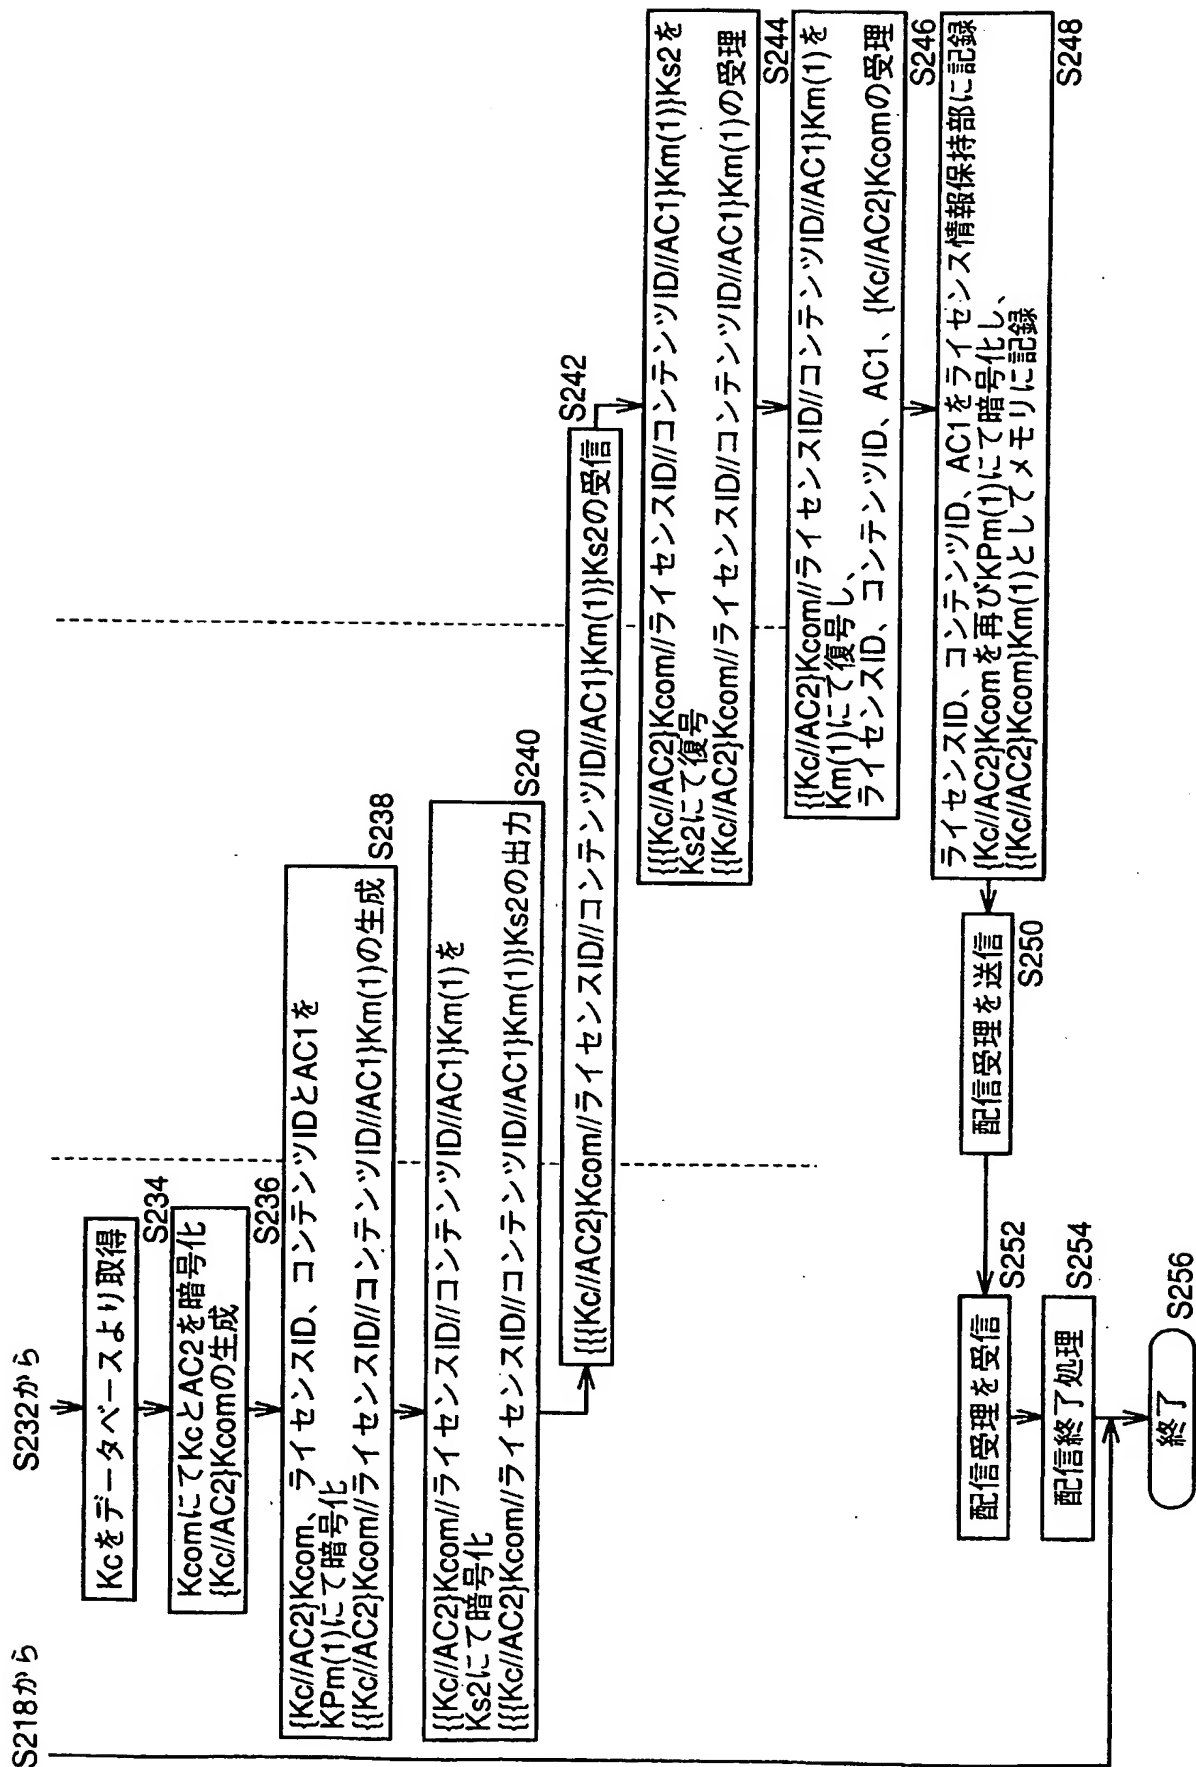 S218から
S232から
Kcをデータベースより取得
S234
KcomにてKcとAC2を暗号化
{Kc//AC2}Kcomの生成
S236
{Kc//AC2}Kcom、ライセンスID、コンテンツIDとAC1を
KPm(1)にて暗号化
{{Kc//AC2}Kcom//ライセンスID//コンテンツID//AC1}Km(1)の生成
S238
{{Kc//AC2}Kcom//ライセンスID//コンテンツID//AC1}Km(1)を
Ks2にて暗号化
{{{Kc//AC2}Kcom//ライセンスID//コンテンツID//AC1}Km(1)}Ks2の出力
S240
{{{Kc//AC2}Kcom//ライセンスID//コンテンツID//AC1}Km(1)}Ks2の受信
S242
{{{Kc//AC2}Kcom//ライセンスID//コンテンツID//AC1}Km(1)}Ks2を
Ks2にて復号
{{Kc//AC2}Kcom//ライセンスID//コンテンツID//AC1}Km(1)の受理
S244
{{Kc//AC2}Kcom//ライセンスID//コンテンツID//AC1}Km(1)を
Km(1)にて復号し、
ライセンスID、コンテンツID、AC1、{Kc//AC2}Kcomの受理
S246
ライセンスID、コンテンツID、AC1をライセンス情報保持部に記録
{Kc//AC2}Kcomを再びKPm(1)にて暗号化し、
{{Kc//AC2}Kcom}Km(1)としてメモリに記録
S248
配信受理を送信
S250
配信受理を受信
S252
配信終了処理
S254
終了
S256